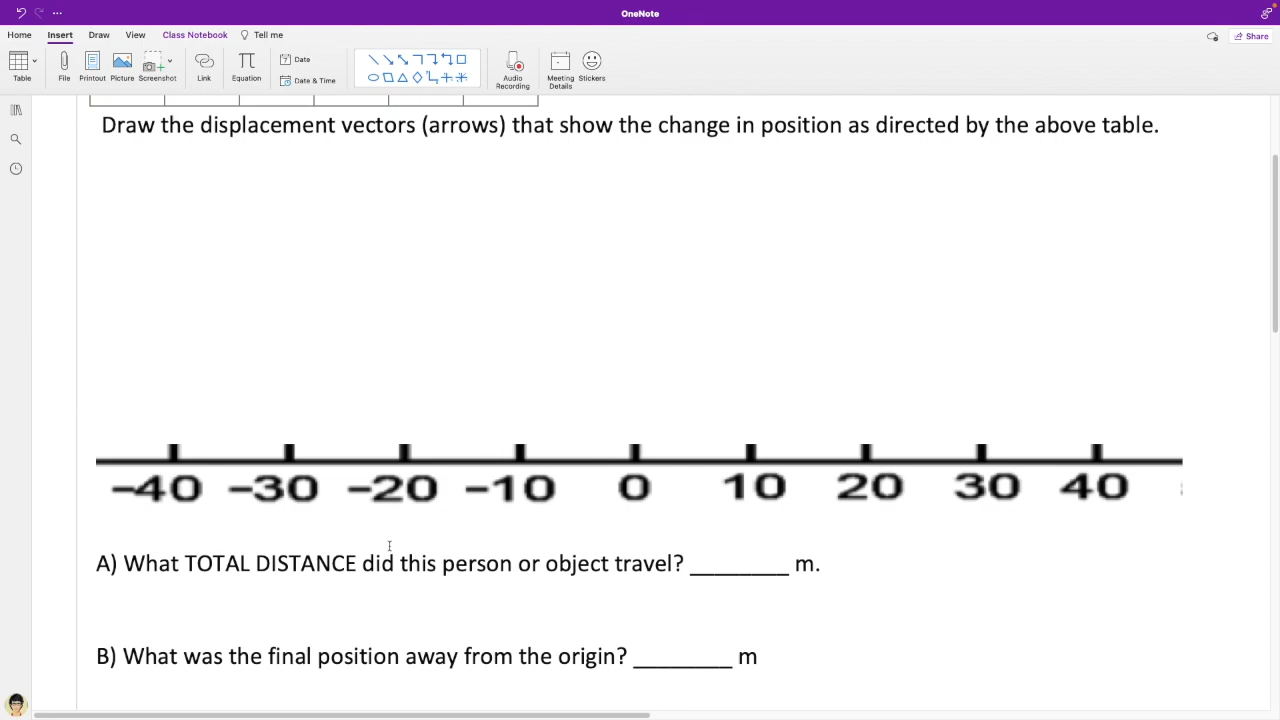 OneNote
Home Insert Draw View Class Notebook Tell me
Share
Table File Printout Picture Screenshot Link Equation Date
Date & Time
Audio Recording
Meeting Details
Stickers
Draw the displacement vectors (arrows) that show the change in position as directed by the above table.
-40 -30 -20 -10 0 10 20 30 40
A) What TOTAL DISTANCE did this person or object travel? ________ m.
B) What was the final position away from the origin? ________ m